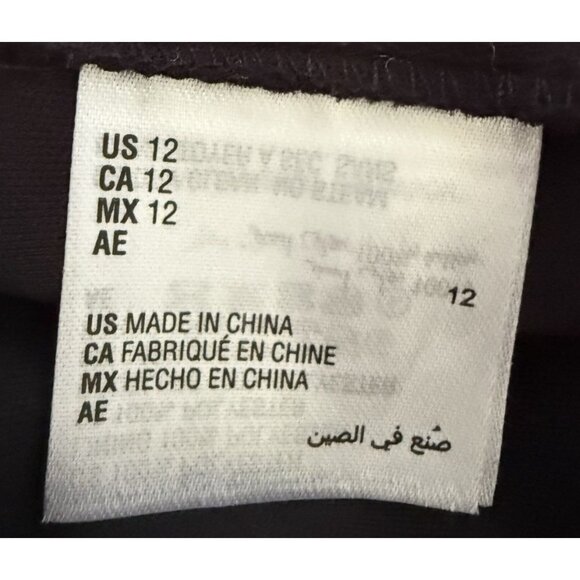 US 12
CA 12
MX 12
AE
12
US MADE IN CHINA
CA FABRIQUÉ EN CHINE
MX HECHO EN CHINA
AE
صُنع في الصين